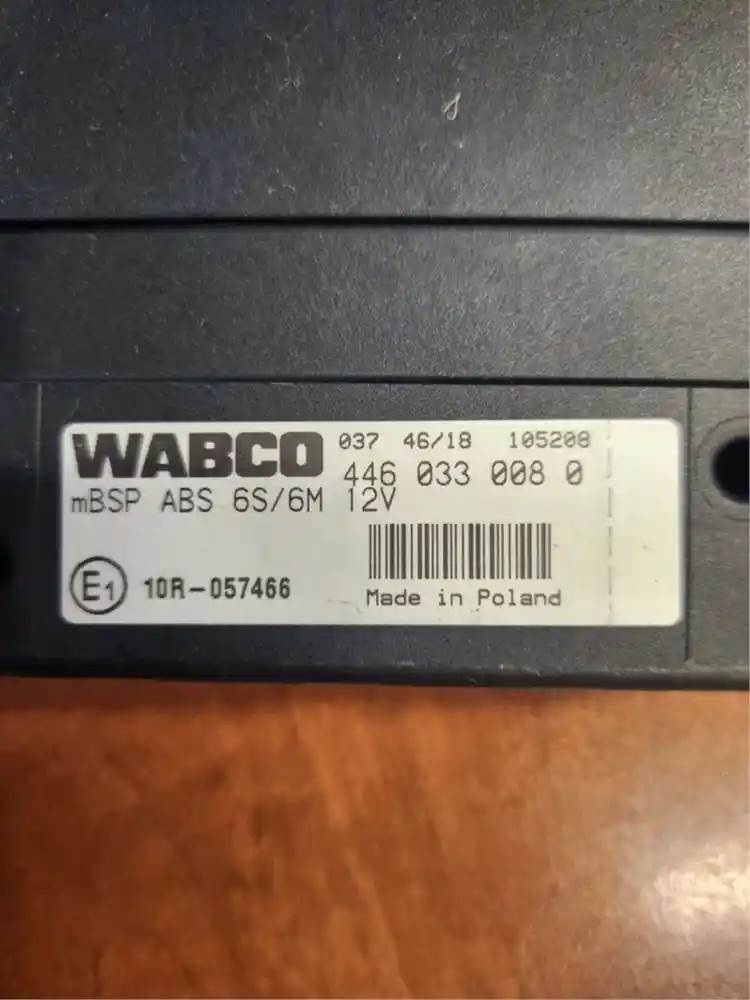 WABCO 037 46/18 105208
446 033 008 0
mBSP ABS 6S/6M 12V
E1 10R-057466
Made in Poland